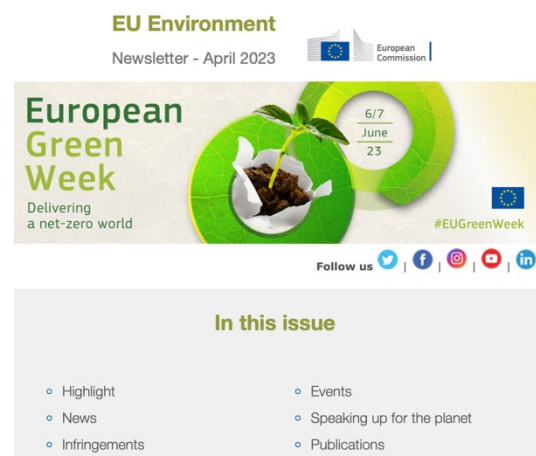 EU Environment
Newsletter - April 2023
European
Commission
European
Green
Week
Delivering
a net-zero world
6/7
June
23
#EUGreenWeek
Follow us | | | |
In this issue
Highlight
News
Infringements
Events
Speaking up for the planet
Publications